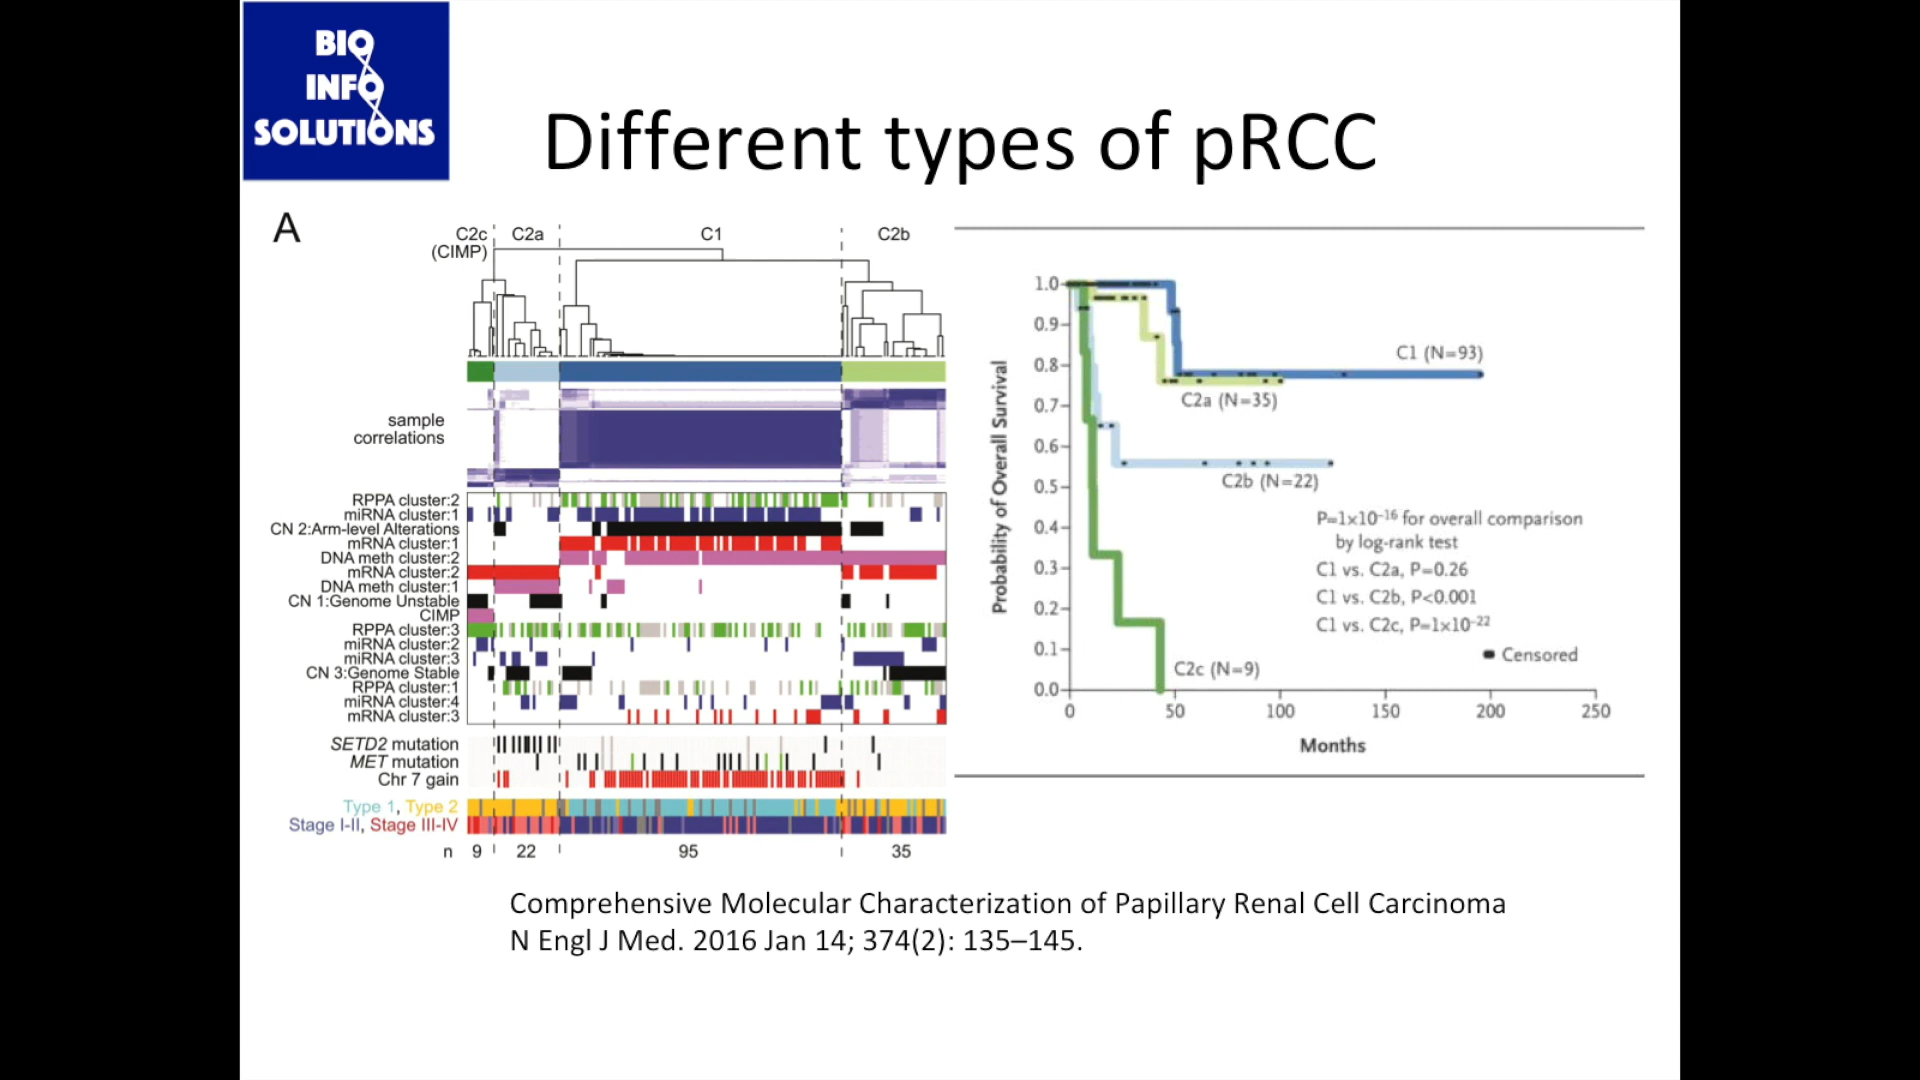 BIO
INFO
SOLUTIONS
Different types of pRCC
A
C2c
(CIMP)
C2a
C1
C2b
sample
correlations
RPPA cluster:2
miRNA cluster:1
CN 2:Arm-level Alterations
mRNA cluster:1
DNA meth cluster:2
mRNA cluster:2
DNA meth cluster:1
CN 1:Genome Unstable
CIMP
RPPA cluster:3
miRNA cluster:2
miRNA cluster:3
CN 3:Genome Stable
RPPA cluster:1
miRNA cluster:4
mRNA cluster:3
SETD2 mutation
MET mutation
Chr 7 gain
Type 1, Type 2
Stage I-II, Stage III-IV
n 9 22 95 35
Probability of Overall Survival
1.0
0.9
0.8
0.7
0.6
0.5
0.4
0.3
0.2
0.1
0.0
C1 (N=93)
C2a (N=35)
C2b (N=22)
P=1×10⁻¹⁶ for overall comparison
by log-rank test
C1 vs. C2a, P=0.26
C1 vs. C2b, P<0.001
C1 vs. C2c, P=1×10⁻²²
Censored
C2c (N=9)
0 50 100 150 200 250
Months
Comprehensive Molecular Characterization of Papillary Renal Cell Carcinoma
N Engl J Med. 2016 Jan 14; 374(2): 135–145.